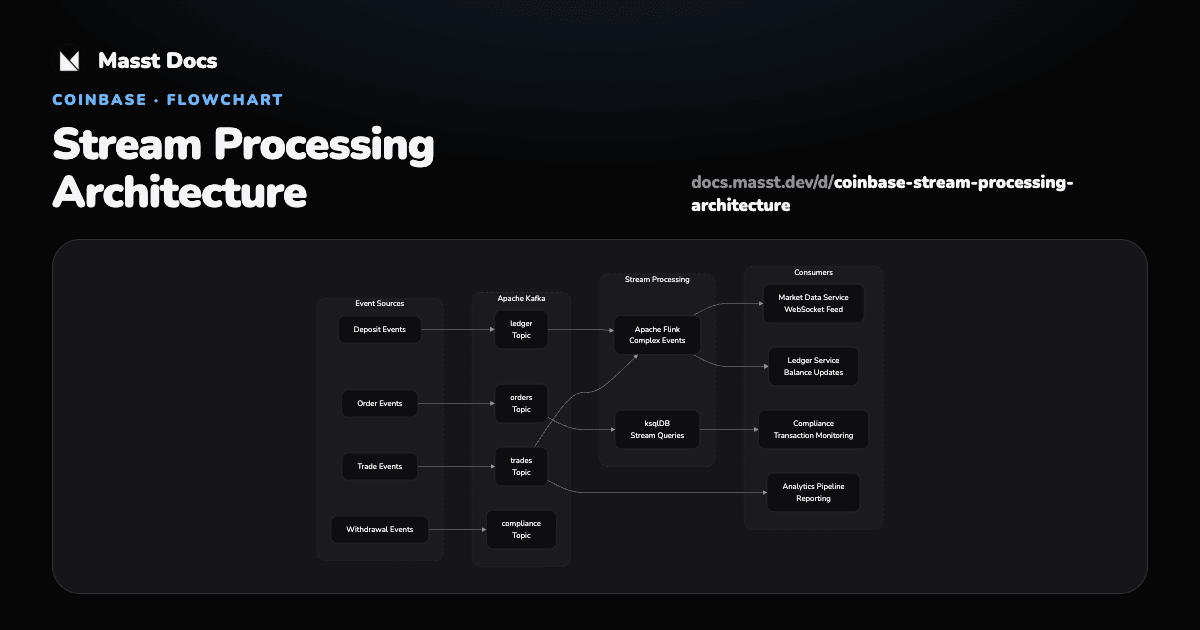 Masst Docs
COINBASE · FLOWCHART
Stream Processing
Architecture
docs.masst.dev/d/coinbase-stream-processing-
architecture
Event Sources
Deposit Events
Order Events
Trade Events
Withdrawal Events
Apache Kafka
ledger
Topic
orders
Topic
trades
Topic
compliance
Topic
Stream Processing
Apache Flink
Complex Events
ksqlDB
Stream Queries
Consumers
Market Data Service
WebSocket Feed
Ledger Service
Balance Updates
Compliance
Transaction Monitoring
Analytics Pipeline
Reporting